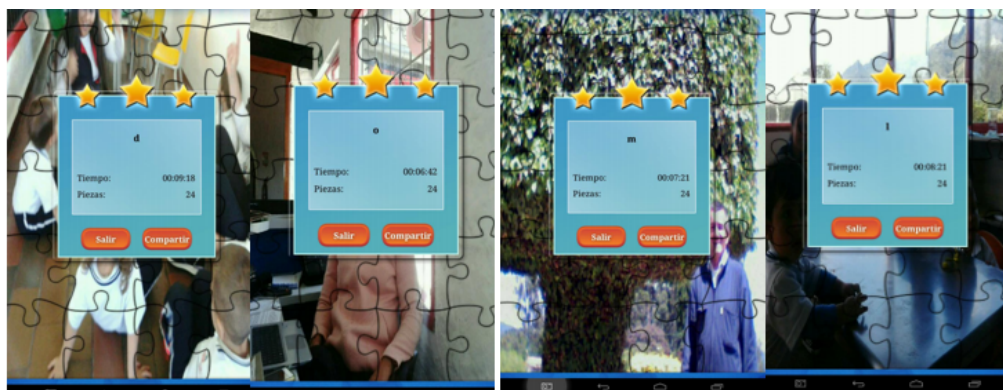 d
Tiempo: 00:09:18
Piezas: 24
Salir Compartir
o
Tiempo: 00:06:42
Piezas: 24
Salir Compartir
m
Tiempo: 00:07:21
Piezas: 24
Salir Compartir
l
Tiempo: 00:08:21
Piezas: 24
Salir Compartir